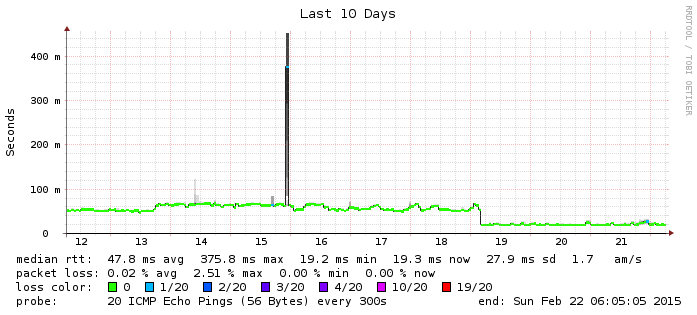 Last 10 Days
RRDTOOL / TOBI OETIKER
Seconds
400 m
300 m
200 m
100 m
0
12 13 14 15 16 17 18 19 20 21
median rtt: 47.8 ms avg 375.8 ms max 19.2 ms min 19.3 ms now 27.9 ms sd 1.7 am/s
packet loss: 0.02 % avg 2.51 % max 0.00 % min 0.00 % now
loss color: 0 1/20 2/20 3/20 4/20 10/20 19/20
probe: 20 ICMP Echo Pings (56 Bytes) every 300s end: Sun Feb 22 06:05:05 2015